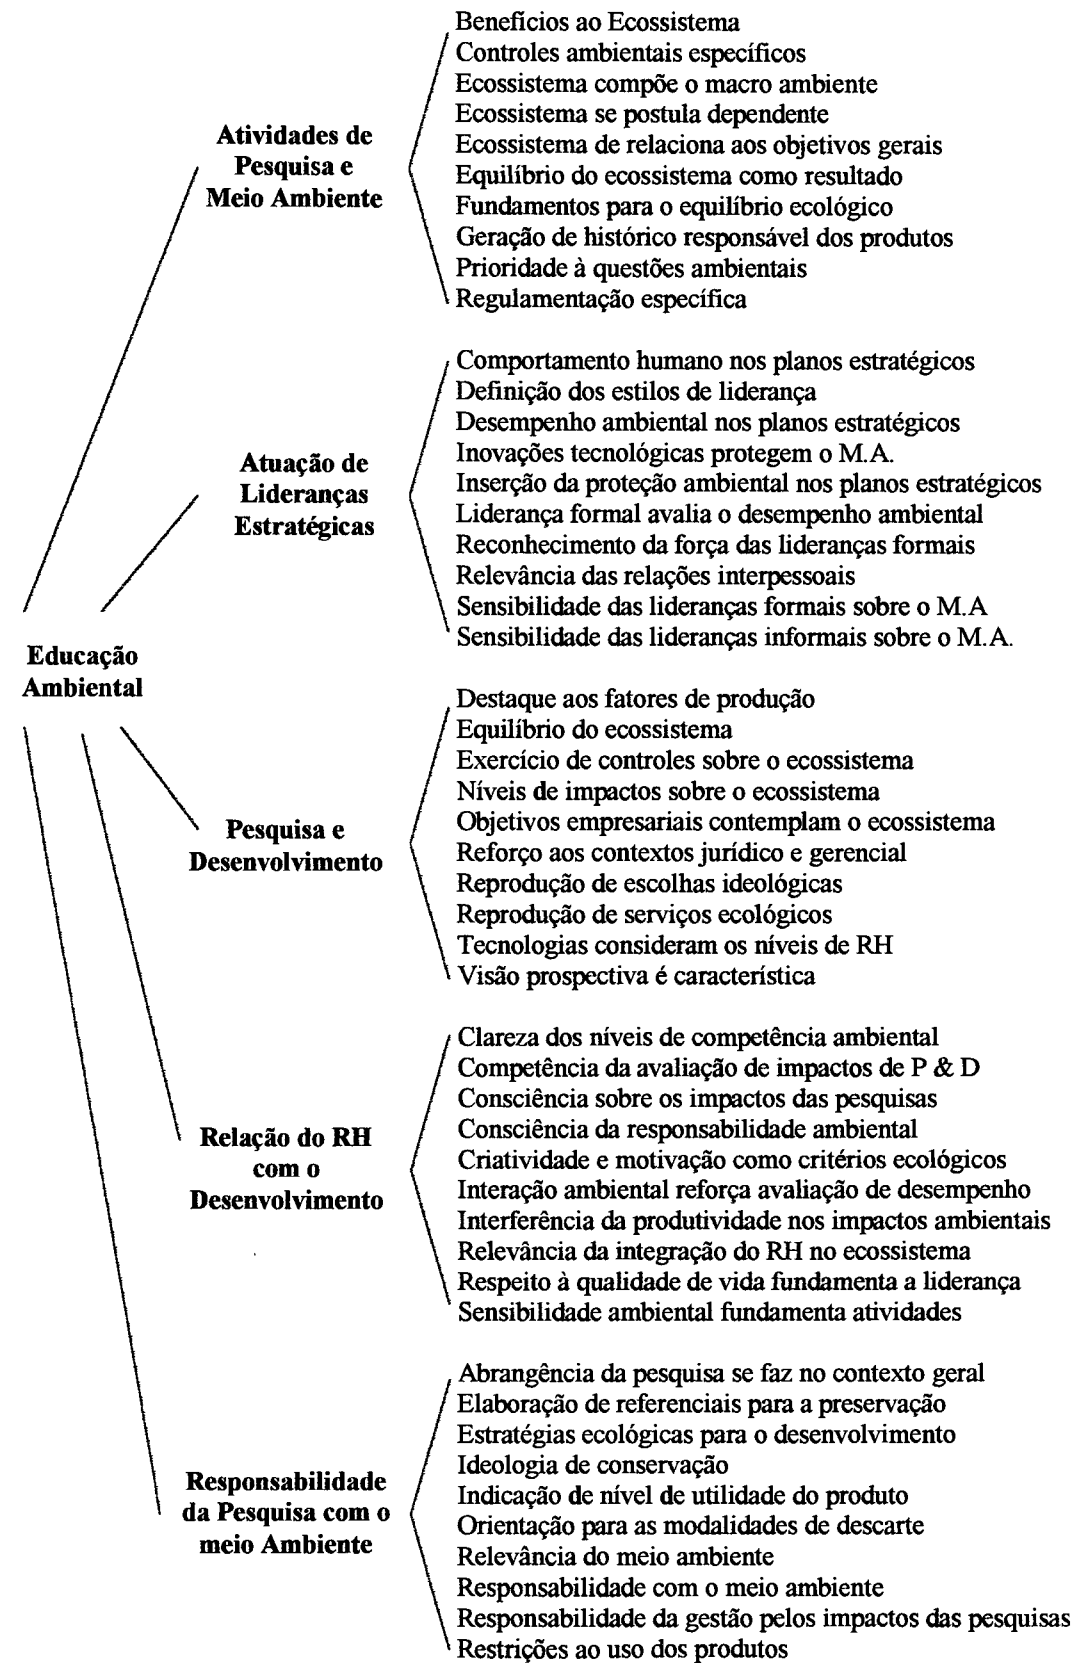 Educação
Ambiental
Atividades de
Pesquisa e
Meio Ambiente
Benefícios ao Ecossistema
Controles ambientais específicos
Ecossistema compõe o macro ambiente
Ecossistema se postula dependente
Ecossistema de relaciona aos objetivos gerais
Equilíbrio do ecossistema como resultado
Fundamentos para o equilíbrio ecológico
Geração de histórico responsável dos produtos
Prioridade à questões ambientais
Regulamentação específica
Atuação de
Lideranças
Estratégicas
Comportamento humano nos planos estratégicos
Definição dos estilos de liderança
Desempenho ambiental nos planos estratégicos
Inovações tecnológicas protegem o M.A.
Inserção da proteção ambiental nos planos estratégicos
Liderança formal avalia o desempenho ambiental
Reconhecimento da força das lideranças formais
Relevância das relações interpessoais
Sensibilidade das lideranças formais sobre o M.A
Sensibilidade das lideranças informais sobre o M.A.
Pesquisa e
Desenvolvimento
Destaque aos fatores de produção
Equilíbrio do ecossistema
Exercício de controles sobre o ecossistema
Níveis de impactos sobre o ecossistema
Objetivos empresariais contemplam o ecossistema
Reforço aos contextos jurídico e gerencial
Reprodução de escolhas ideológicas
Reprodução de serviços ecológicos
Tecnologias consideram os níveis de RH
Visão prospectiva é característica
Relação do RH
com o
Desenvolvimento
Clareza dos níveis de competência ambiental
Competência da avaliação de impactos de P & D
Consciência sobre os impactos das pesquisas
Consciência da responsabilidade ambiental
Criatividade e motivação como critérios ecológicos
Interação ambiental reforça avaliação de desempenho
Interferência da produtividade nos impactos ambientais
Relevância da integração do RH no ecossistema
Respeito à qualidade de vida fundamenta a liderança
Sensibilidade ambiental fundamenta atividades
Responsabilidade
da Pesquisa com o
meio Ambiente
Abrangência da pesquisa se faz no contexto geral
Elaboração de referenciais para a preservação
Estratégias ecológicas para o desenvolvimento
Ideologia de conservação
Indicação de nível de utilidade do produto
Orientação para as modalidades de descarte
Relevância do meio ambiente
Responsabilidade com o meio ambiente
Responsabilidade da gestão pelos impactos das pesquisas
Restrições ao uso dos produtos